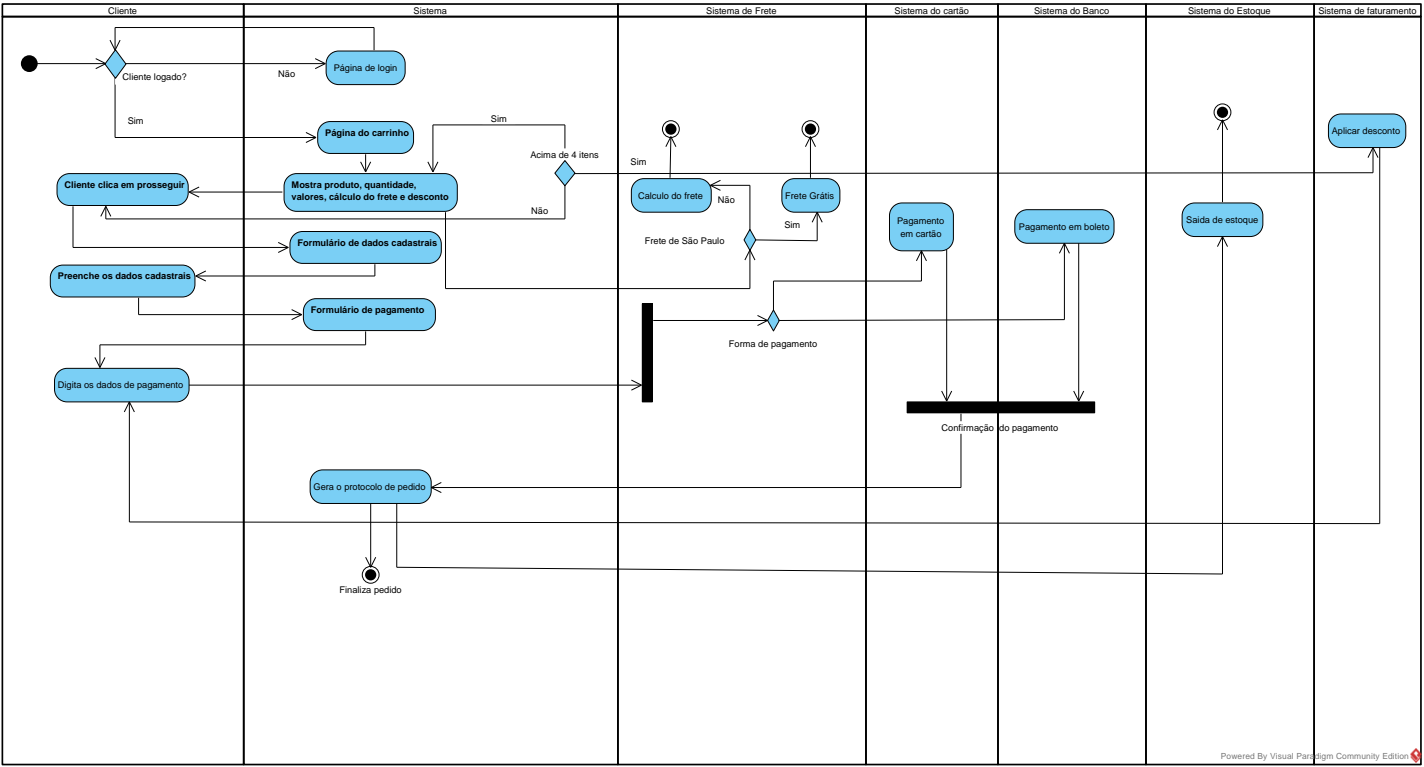 Cliente
Sistema
Sistema de Frete
Sistema do cartão
Sistema do Banco
Sistema do Estoque
Sistema de faturamento
Cliente logado?
Não
Página de login
Sim
Página do carrinho
Sim
Acima de 4 itens
Sim
Aplicar desconto
Cliente clica em prosseguir
Mostra produto, quantidade,
valores, cálculo do frete e desconto
Não
Calculo do frete
Não
Frete Grátis
Sim
Frete de São Paulo
Pagamento
em cartão
Pagamento em boleto
Saida de estoque
Formulário de dados cadastrais
Preenche os dados cadastrais
Formulário de pagamento
Forma de pagamento
Digita os dados de pagamento
Confirmação do pagamento
Gera o protocolo de pedido
Finaliza pedido
Powered By Visual Paradigm Community Edition